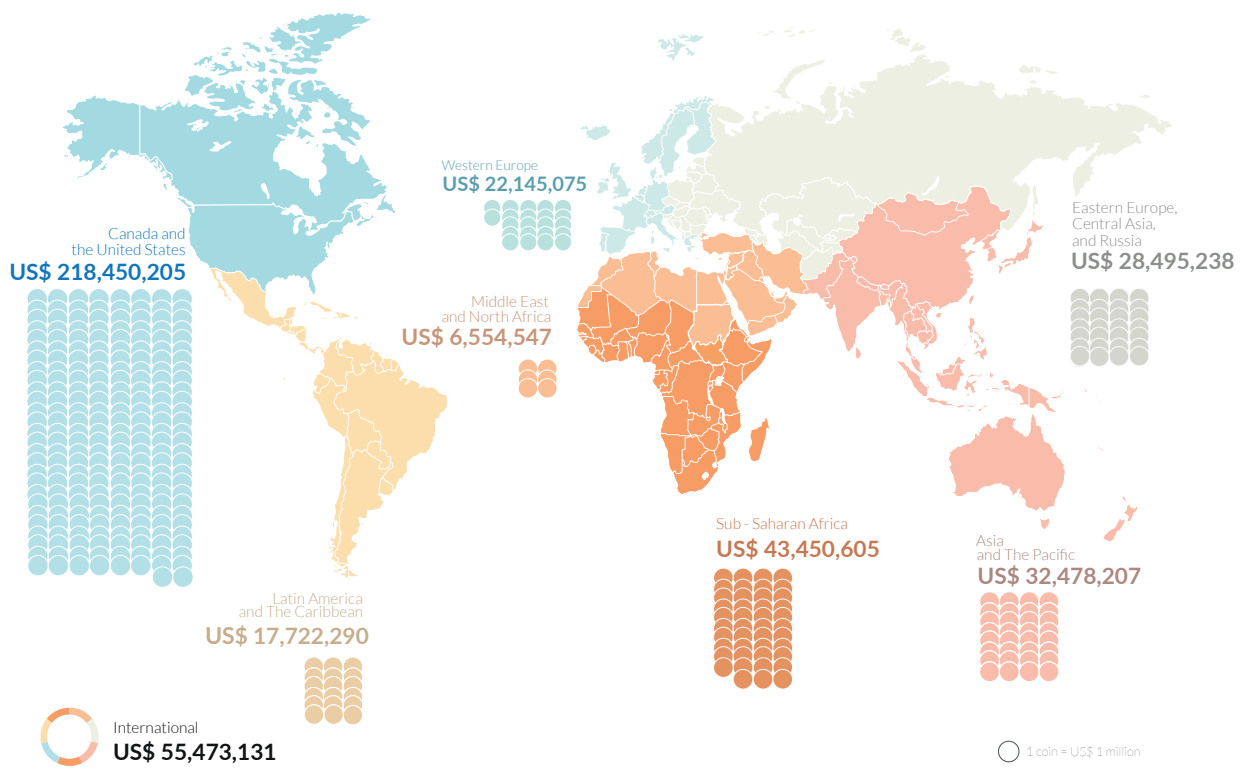 Western Europe
US$ 22,145,075
Canada and
the United States
US$ 218,450,205
Eastern Europe,
Central Asia,
and Russia
US$ 28,495,238
Middle East
and North Africa
US$ 6,554,547
Sub - Saharan Africa
US$ 43,450,605
Asia
and The Pacific
US$ 32,478,207
Latin America
and The Caribbean
US$ 17,722,290
International
US$ 55,473,131
1 coin = US$ 1 million